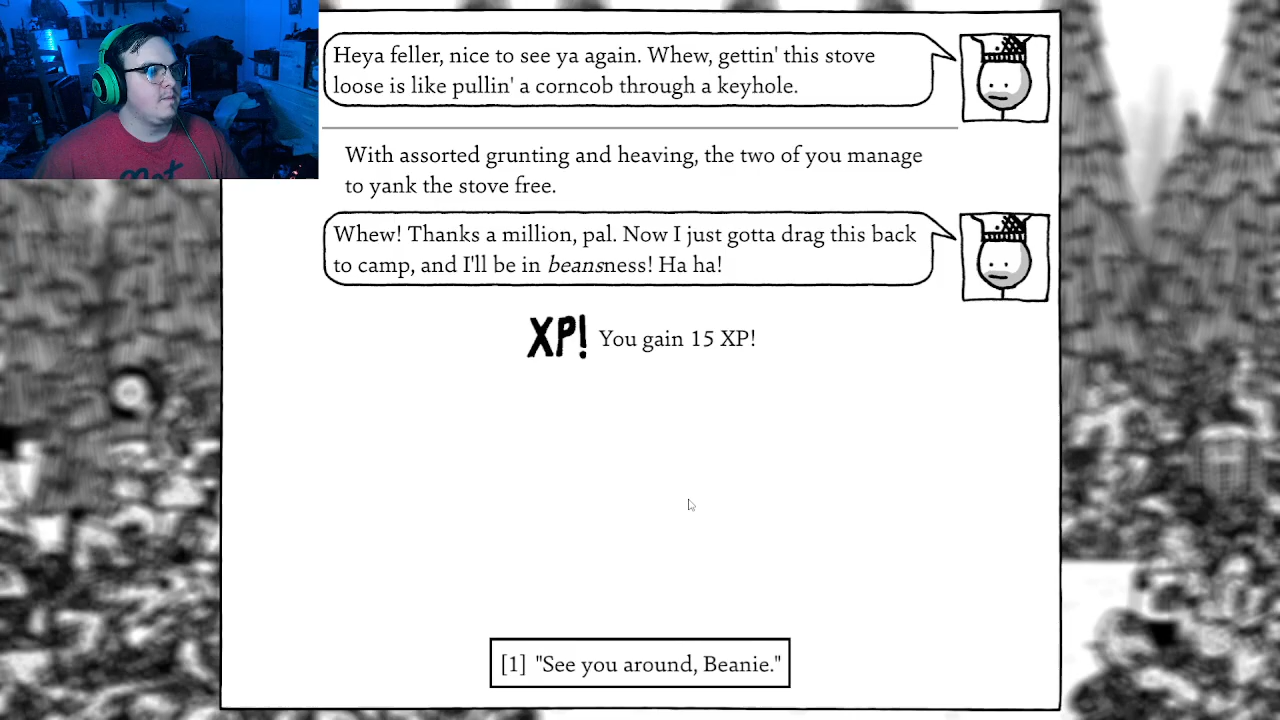 Heya feller, nice to see ya again. Whew, gettin' this stove
loose is like pullin' a corncob through a keyhole.
With assorted grunting and heaving, the two of you manage
to yank the stove free.
Whew! Thanks a million, pal. Now I just gotta drag this back
to camp, and I'll be in beansness! Ha ha!
XP! You gain 15 XP!
[1] "See you around, Beanie."